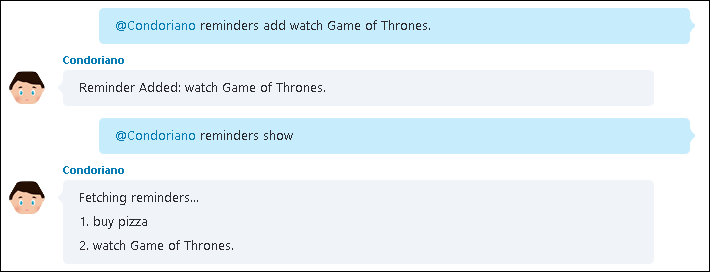 @Condoriano reminders add watch Game of Thrones.
Condoriano
Reminder Added: watch Game of Thrones.
@Condoriano reminders show
Condoriano
Fetching reminders...
1. buy pizza
2. watch Game of Thrones.